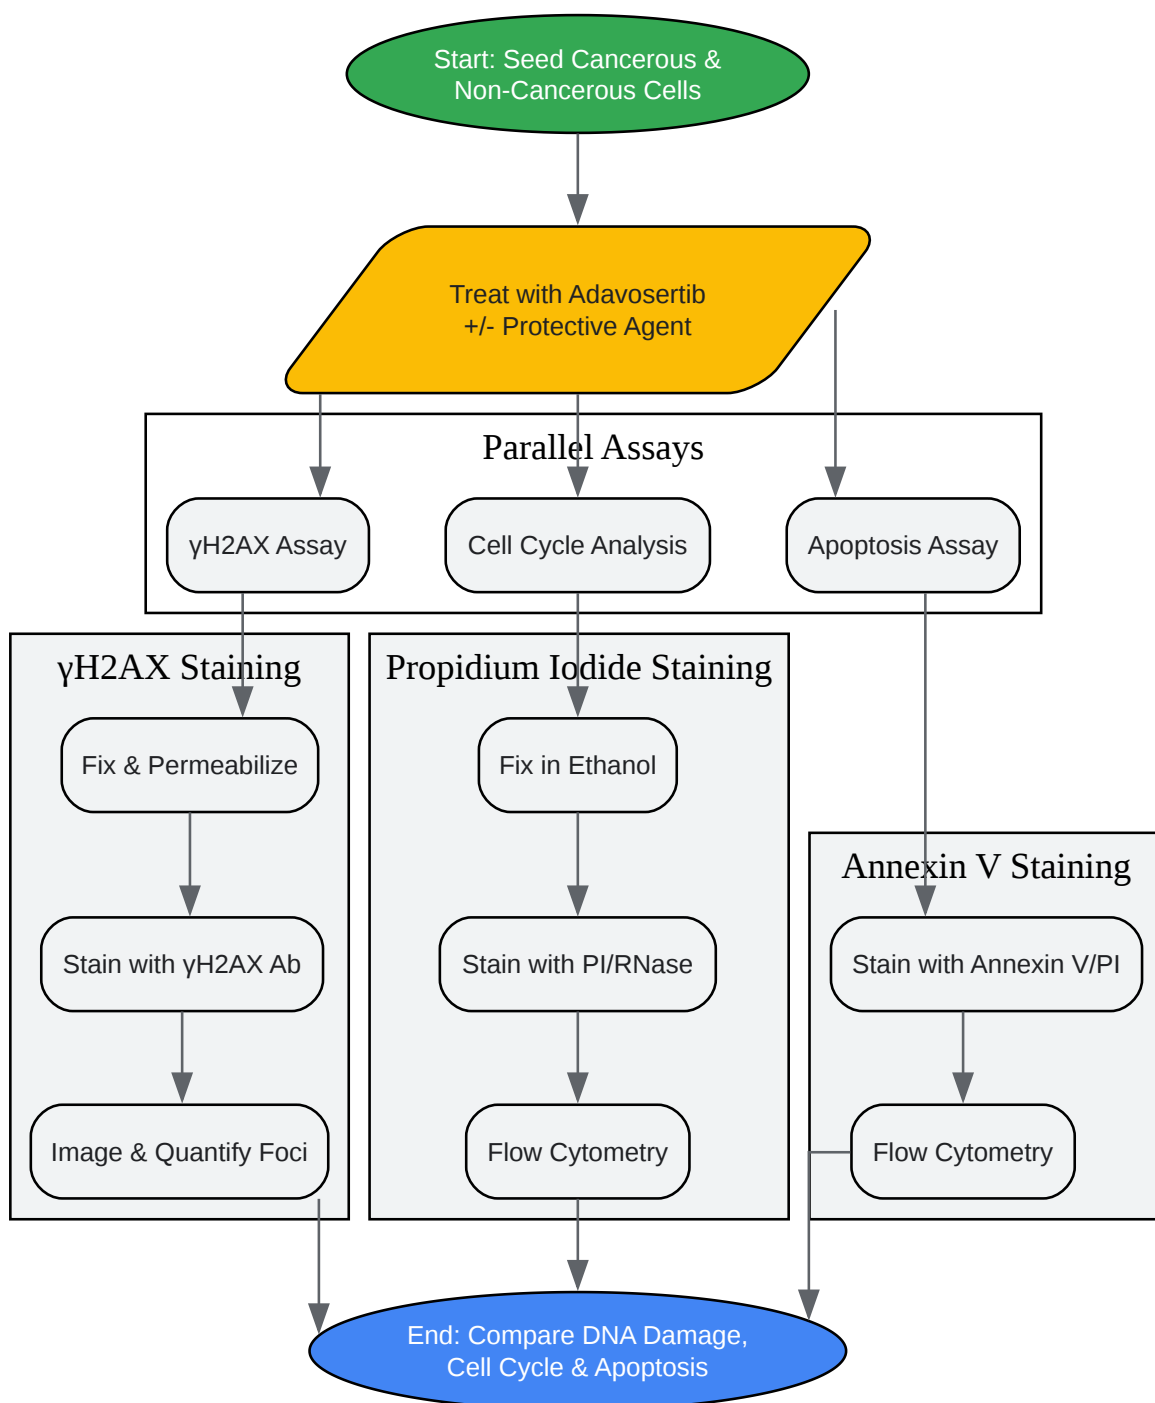 Start: Seed Cancerous &
Non-Cancerous Cells
Treat with Adavosertib
+/- Protective Agent
Parallel Assays
γH2AX Assay
Cell Cycle Analysis
Apoptosis Assay
γH2AX Staining
Fix & Permeabilize
Stain with γH2AX Ab
Image & Quantify Foci
Propidium Iodide Staining
Fix in Ethanol
Stain with PI/RNase
Flow Cytometry
Annexin V Staining
Stain with Annexin V/PI
Flow Cytometry
End: Compare DNA Damage,
Cell Cycle & Apoptosis